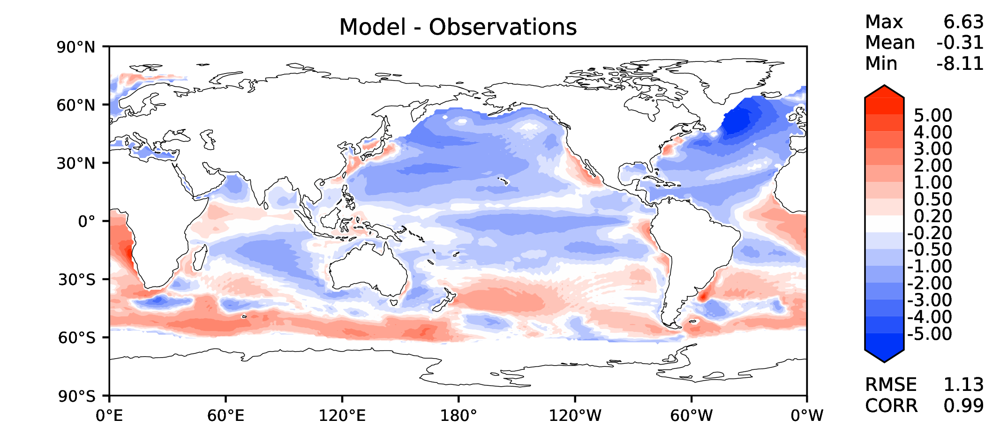 Model - Observations
Max 6.63
Mean -0.31
Min -8.11
90°N
60°N
30°N
0°
30°S
60°S
90°S
0°E 60°E 120°E 180° 120°W 60°W 0°W
5.00
4.00
3.00
2.00
1.00
0.50
0.20
-0.20
-0.50
-1.00
-2.00
-3.00
-4.00
-5.00
RMSE 1.13
CORR 0.99